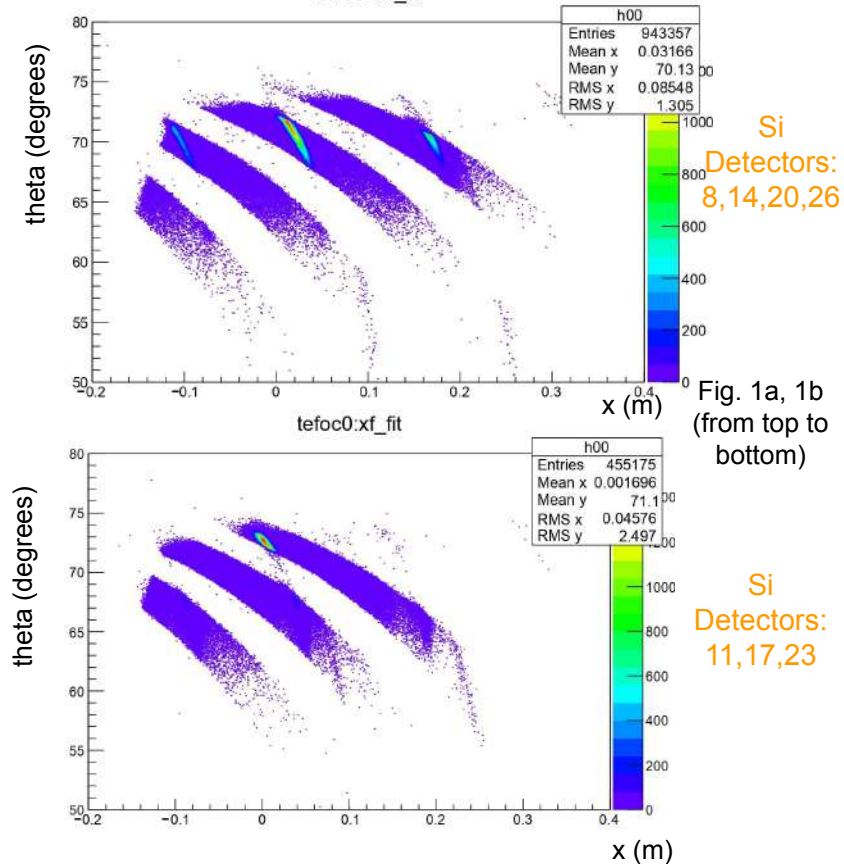 80
75
70
65
60
55
50
theta (degrees)
-0.2
-0.1
0
0.1
0.2
0.3
0.4
x (m)
h00
Entries 943357
Mean x 0.03166
Mean y 70.13
RMS x 0.08548
RMS y 1.305
1000
800
600
400
200
0
Si
Detectors:
8,14,20,26
Fig. 1a, 1b
(from top to
bottom)
tefoc0:xf_fit
80
75
70
65
60
55
50
theta (degrees)
-0.2
-0.1
0
0.1
0.2
0.3
0.4
x (m)
h00
Entries 455175
Mean x 0.001696
Mean y 71.1
RMS x 0.04576
RMS y 2.497
1200
1000
800
600
400
200
0
Si
Detectors:
11,17,23